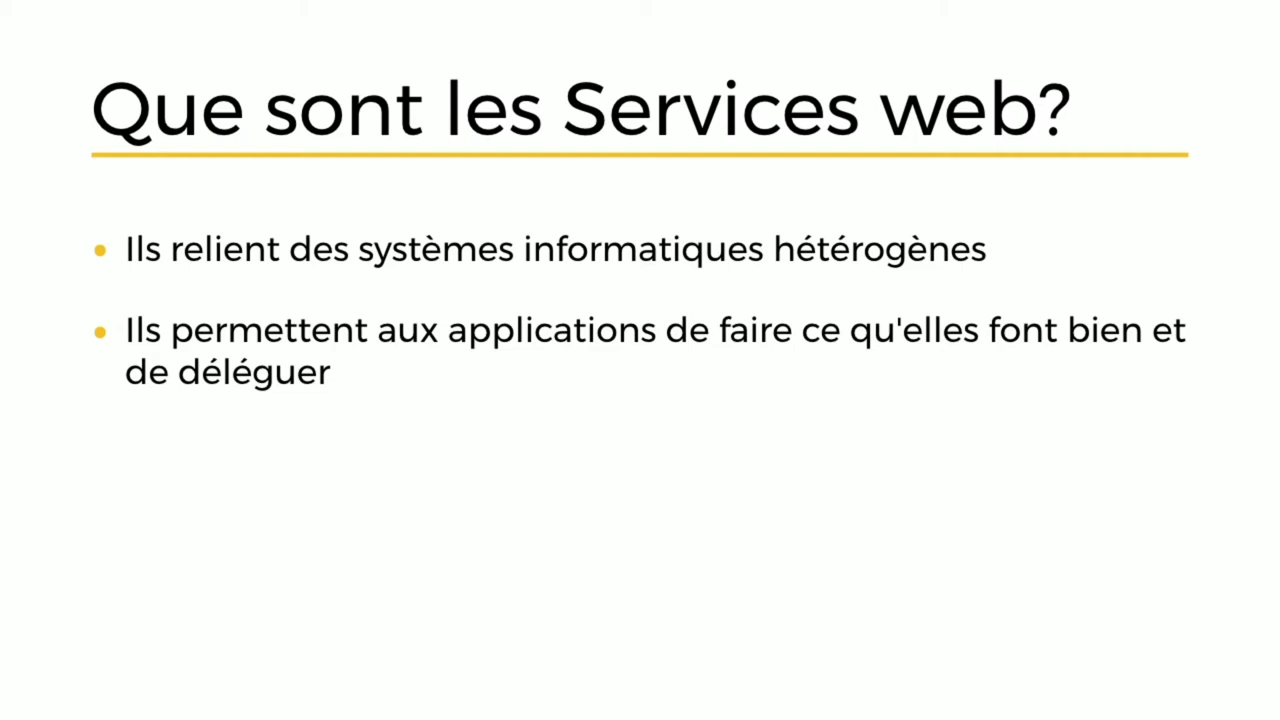 Que sont les Services web?
Ils relient des systèmes informatiques hétérogènes
Ils permettent aux applications de faire ce qu'elles font bien et
de déléguer